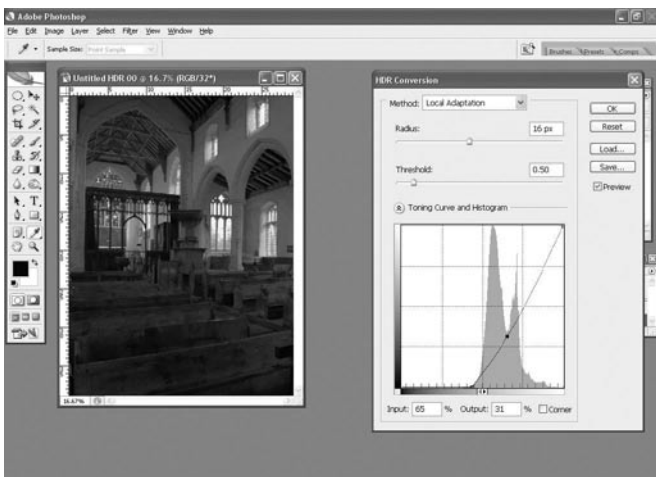 Adobe Photoshop
File Edit Image Layer Select Filter View Window Help
Sample Size: Point Sample
Brushes Presets Comps
Untitled HDR 00 @ 16.7% (RGB/32*)
HDR Conversion
Method: Local Adaptation
OK
Radius: 16 px
Reset
Load...
Threshold: 0.50
Save...
Preview
Toning Curve and Histogram
16.67%
Input: 65 % Output: 31 % Corner